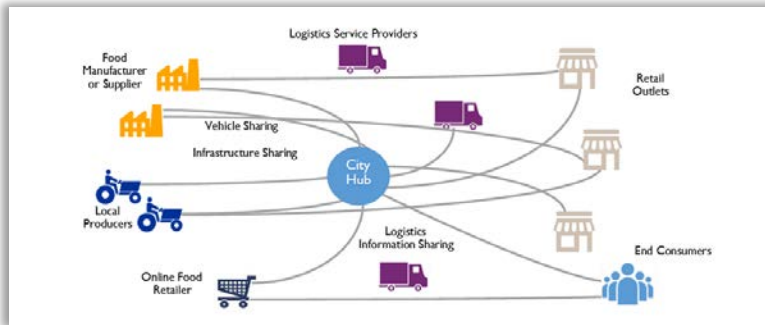 Logistics Service Providers
Food
Manufacturer
or Supplier
Retail
Outlets
Vehicle Sharing
Infrastructure Sharing
City
Hub
Local
Producers
Logistics
Information Sharing
End Consumers
Online Food
Retailer